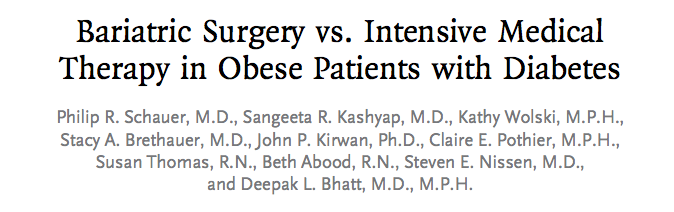 Bariatric Surgery vs. Intensive Medical
Therapy in Obese Patients with Diabetes
Philip R. Schauer, M.D., Sangeeta R. Kashyap, M.D., Kathy Wolski, M.P.H.,
Stacy A. Brethauer, M.D., John P. Kirwan, Ph.D., Claire E. Pothier, M.P.H.,
Susan Thomas, R.N., Beth Abood, R.N., Steven E. Nissen, M.D.,
and Deepak L. Bhatt, M.D., M.P.H.